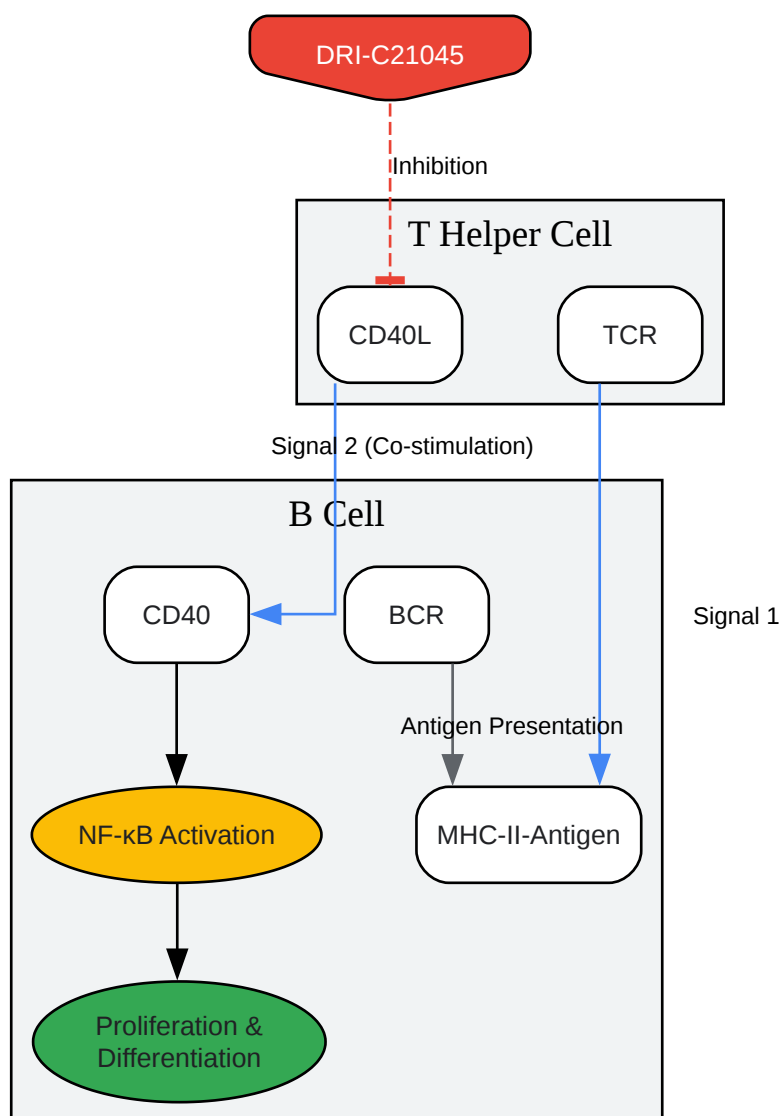 DRI-C21045
Inhibition
T Helper Cell
CD40L
TCR
Signal 2 (Co-stimulation)
B Cell
CD40
BCR
Signal 1
Antigen Presentation
NF-κB Activation
MHC-II-Antigen
Proliferation &
Differentiation